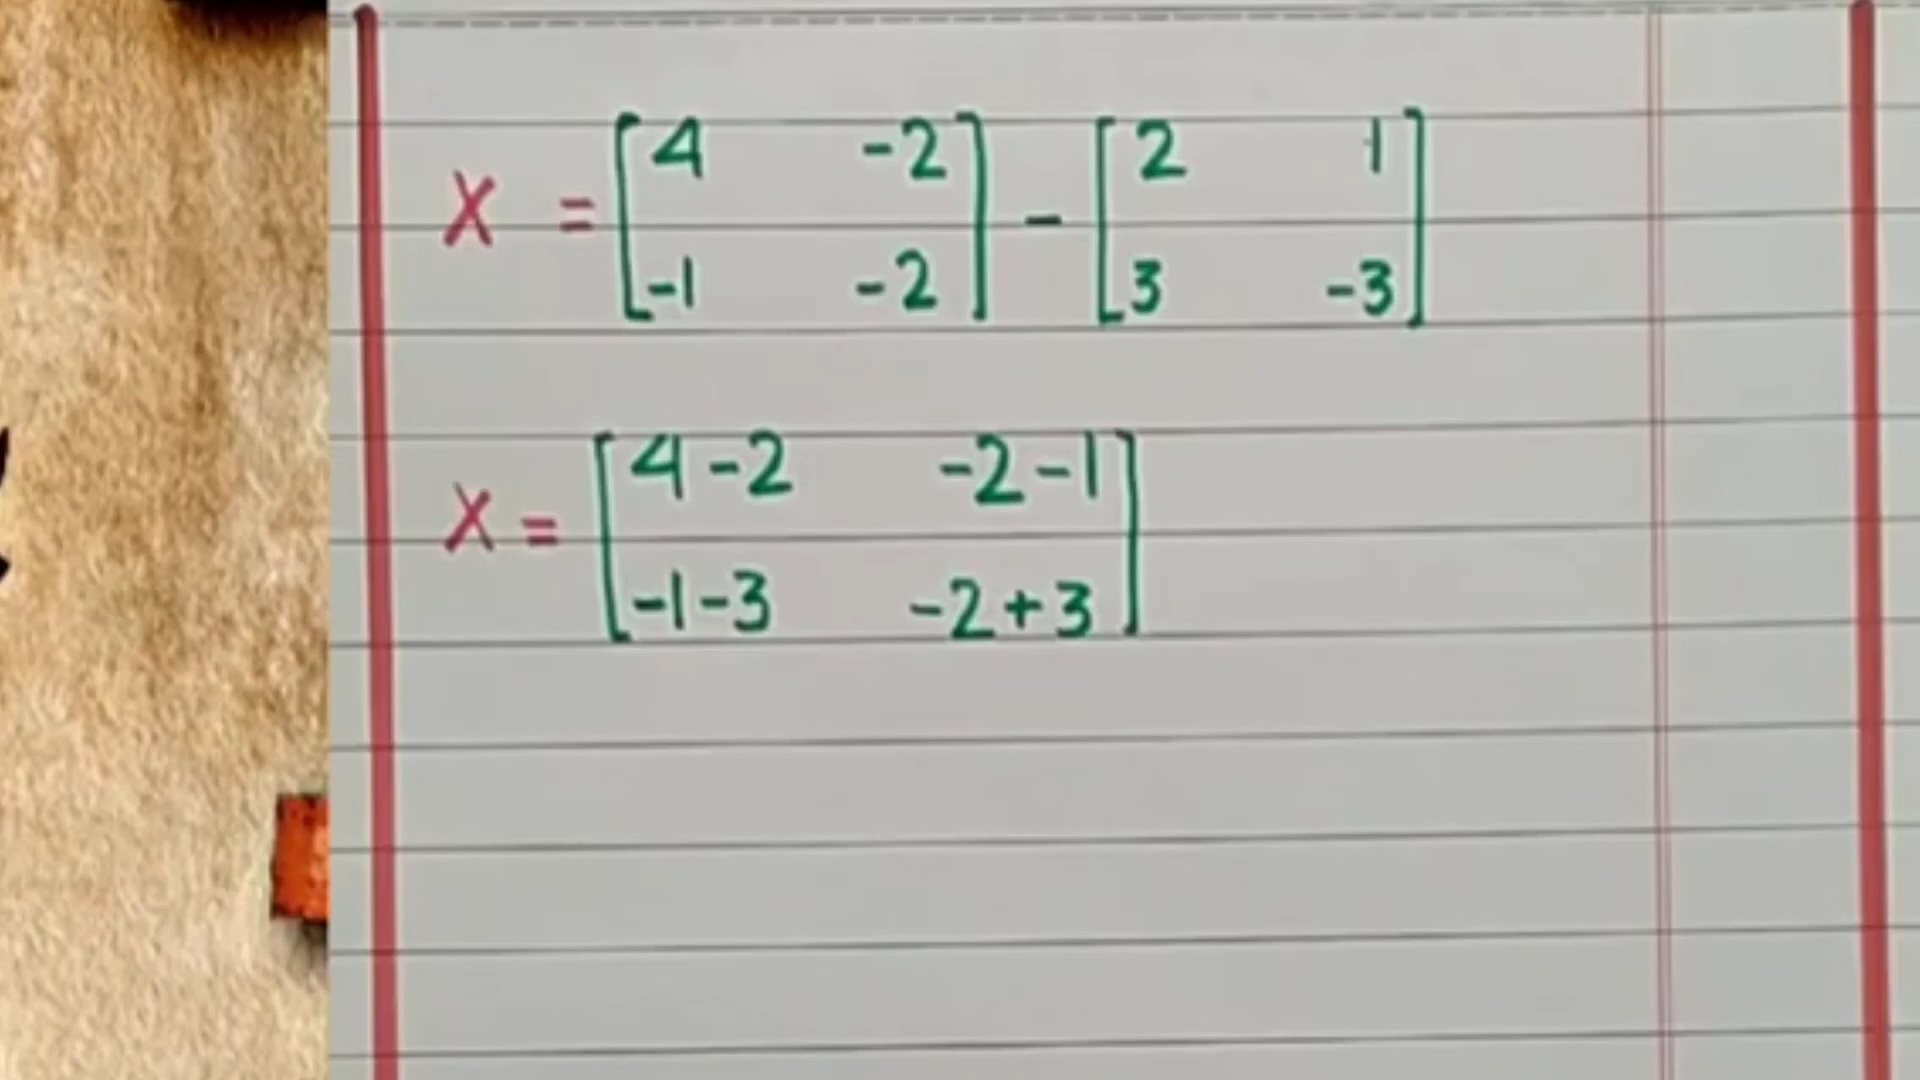 X = [4 -2 -1 -2] - [2 1 3 -3]
X = [4-2 -2-1 -1-3 -2+3]